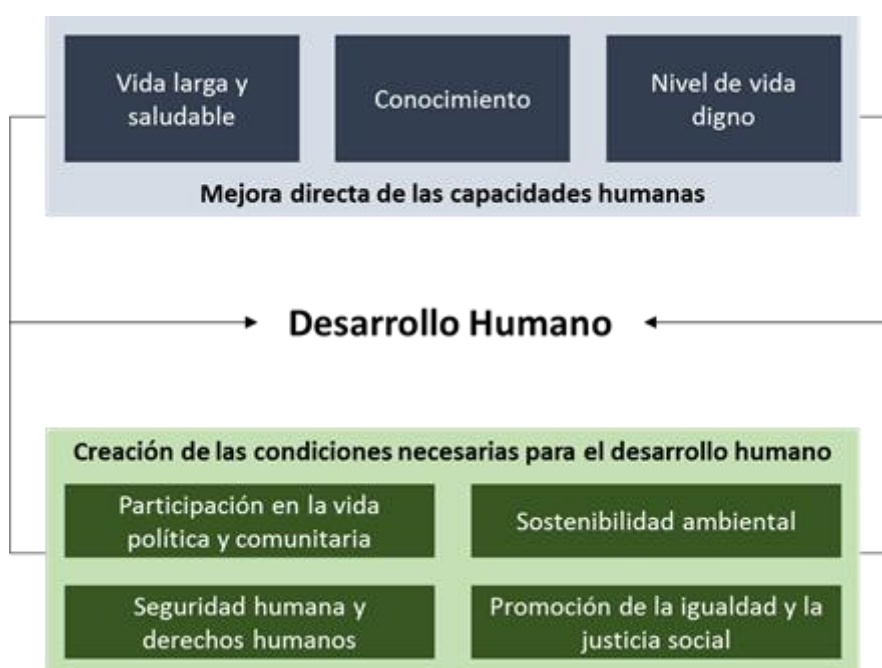 Vida larga y
saludable
Conocimiento
Nivel de vida
digno
Mejora directa de las capacidades humanas
Desarrollo Humano
Creación de las condiciones necesarias para el desarrollo humano
Participación en la vida
política y comunitaria
Sostenibilidad ambiental
Seguridad humana y
derechos humanos
Promoción de la igualdad y la
justicia social